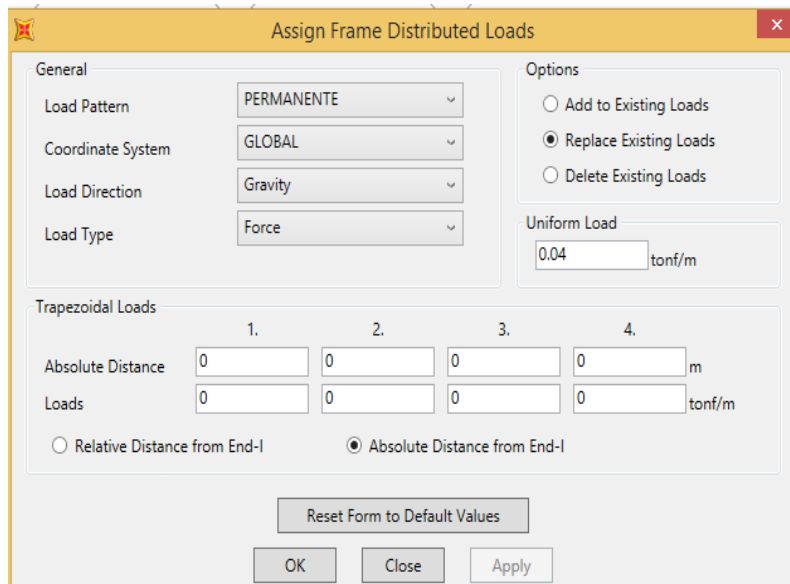 Assign Frame Distributed Loads
General
Load Pattern PERMANENTE
Coordinate System GLOBAL
Load Direction Gravity
Load Type Force
Options
Add to Existing Loads
Replace Existing Loads
Delete Existing Loads
Uniform Load
0.04 tonf/m
Trapezoidal Loads
1. 2. 3. 4.
Absolute Distance 0 0 0 0 m
Loads 0 0 0 0 tonf/m
Relative Distance from End-I Absolute Distance from End-I
Reset Form to Default Values
OK Close Apply